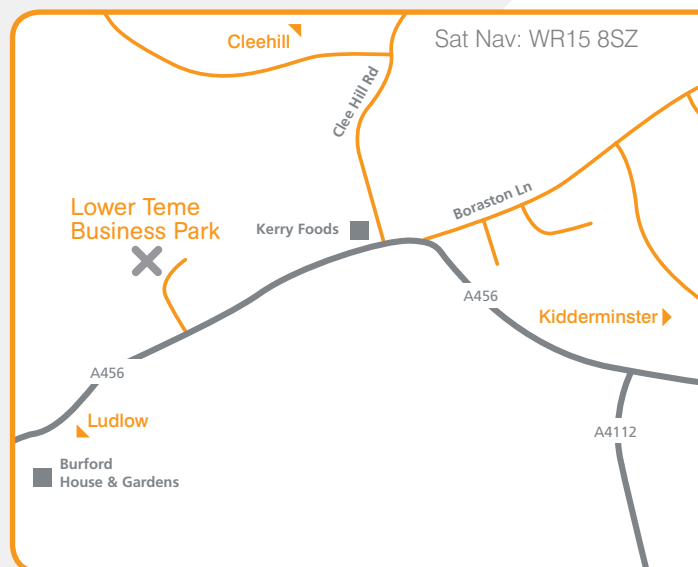 Cleehill
Sat Nav: WR15 8SZ
Clee Hill Rd
Boraston Ln
Lower Teme
Business Park
Kerry Foods
A456
Kidderminster
A456
Ludlow
A4112
Burford
House & Gardens